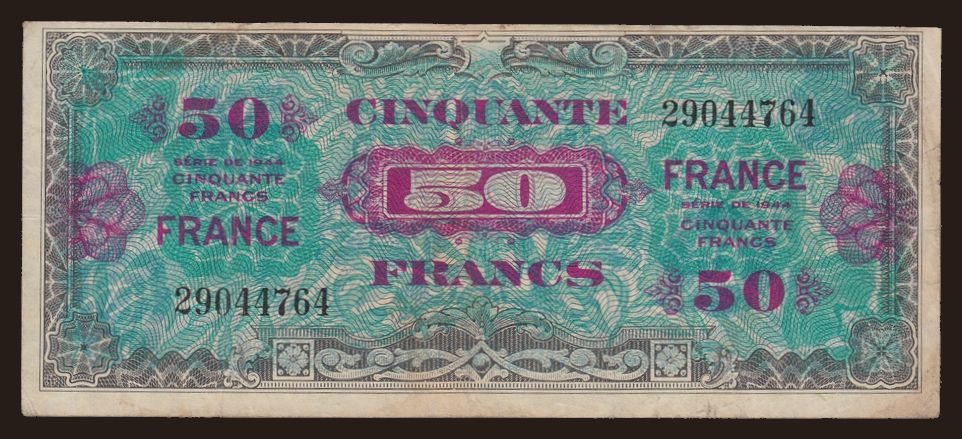 50
SÉRIE DE 1944
CINQUANTE
FRANCS
FRANCE
29044764
CINQUANTE
50
FRANCS
29044764
FRANCE
SÉRIE DE 1944
CINQUANTE
FRANCS
50